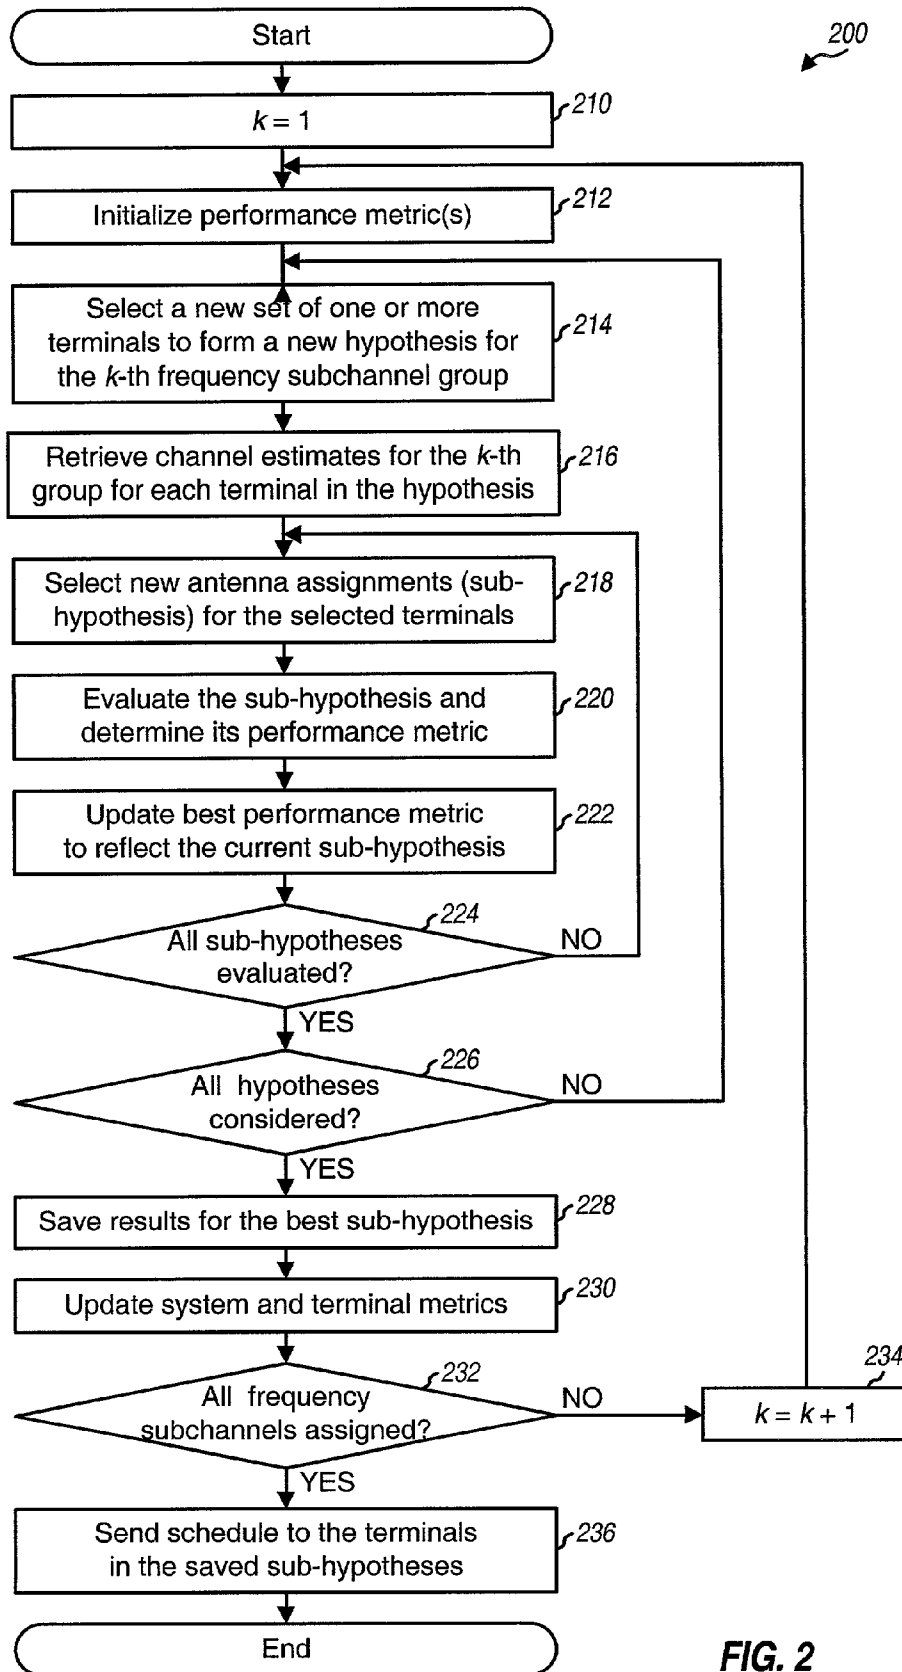 Start
200
k = 1
210
Initialize performance metric(s)
212
Select a new set of one or more
terminals to form a new hypothesis for
the k-th frequency subchannel group
214
Retrieve channel estimates for the k-th
group for each terminal in the hypothesis
216
Select new antenna assignments (sub-
hypothesis) for the selected terminals
218
Evaluate the sub-hypothesis and
determine its performance metric
220
Update best performance metric
to reflect the current sub-hypothesis
222
224
All sub-hypotheses
evaluated?
NO
YES
226
All hypotheses
considered?
NO
YES
Save results for the best sub-hypothesis
228
Update system and terminal metrics
230
232
All frequency
subchannels assigned?
NO
234
k = k + 1
YES
Send schedule to the terminals
in the saved sub-hypotheses
236
End
FIG. 2